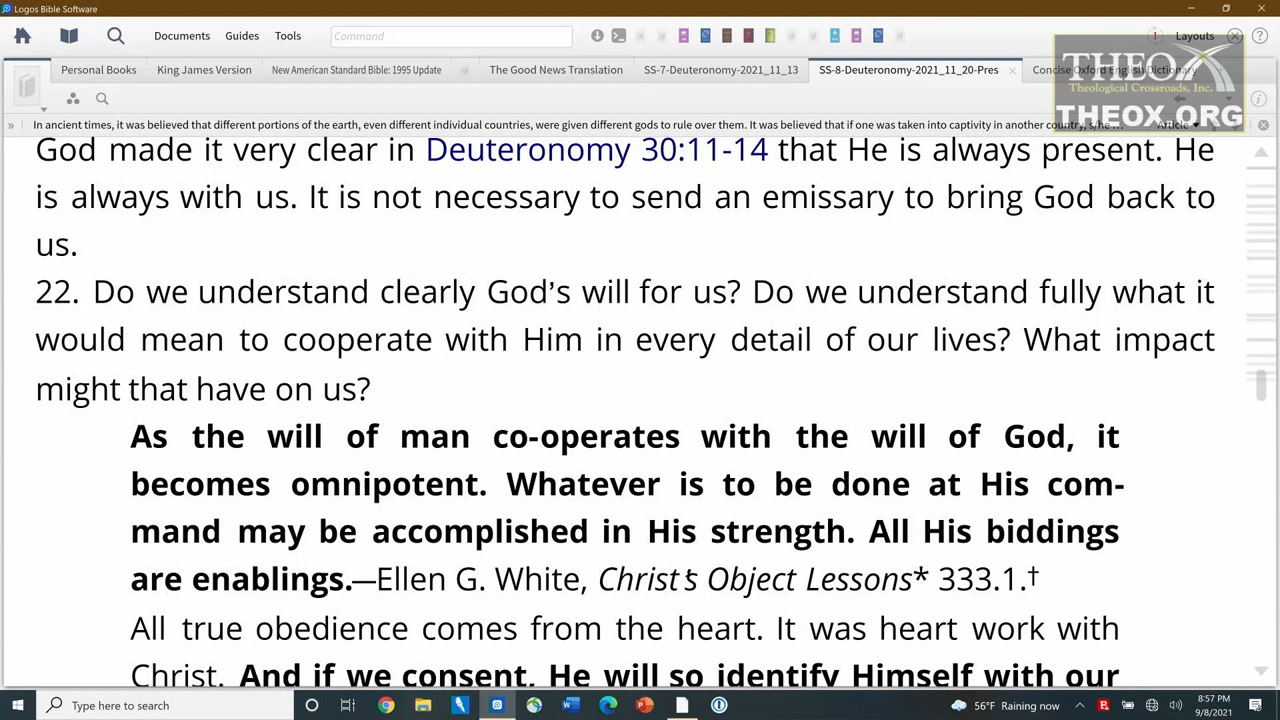 Logos Bible Software
Documents Guides Tools Command Layouts
Personal Books King James Version New American Standard update The Good News Translation SS-7-Deuteronomy-2021_11_13 SS-8-Deuteronomy-2021_11_20-Pres Concise Oxford English Dictionary
THEOX
Theological Crossroads, Inc.
THEOX.ORG
In ancient times, it was believed that different portions of the earth, even different individual countries, were given different gods to rule over them. It was believed that if one was taken into captivity in another country, s/he ... Article
God made it very clear in Deuteronomy 30:11-14 that He is always present. He
is always with us. It is not necessary to send an emissary to bring God back to
us.
22. Do we understand clearly God's will for us? Do we understand fully what it
would mean to cooperate with Him in every detail of our lives? What impact
might that have on us?
As the will of man co-operates with the will of God, it
becomes omnipotent. Whatever is to be done at His com-
mand may be accomplished in His strength. All His biddings
are enablings.—Ellen G. White, Christ's Object Lessons* 333.1.†
All true obedience comes from the heart. It was heart work with
Christ. And if we consent, He will so identify Himself with our
Type here to search
56°F Raining now
8:57 PM
9/8/2021